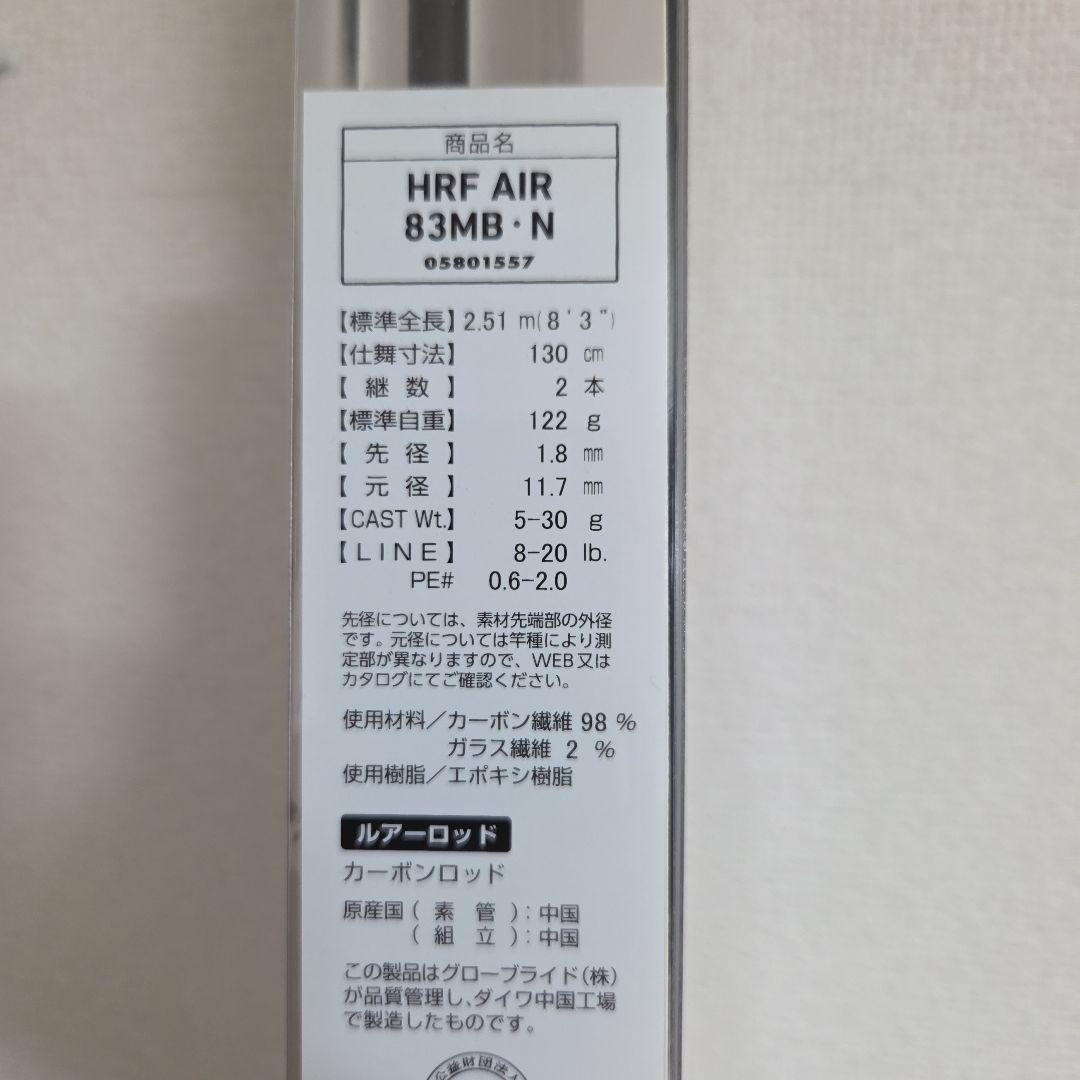 商品名
HRF AIR
83MB・N
05801557
【標準全長】2.51 m(8'3")
【仕舞寸法】 130 cm
【 継 数 】 2 本
【標準自重】 122 g
【 先 径 】 1.8 mm
【 元 径 】 11.7 mm
【CAST Wt.】 5-30 g
【LINE】 8-20 lb.
PE# 0.6-2.0
先径については、素材先端部の外径
です。元径については竿種により測
定部が異なりますので、WEB又は
カタログにてご確認ください。
使用材料／カーボン繊維 98 %
ガラス繊維 2 %
使用樹脂／エポキシ樹脂
ルアーロッド
カーボンロッド
原産国 ( 素 管 ) : 中国
( 組 立 ) : 中国
この製品はグローブライド(株)
が品質管理し、ダイワ中国工場
で製造したものです。
公益財団法人